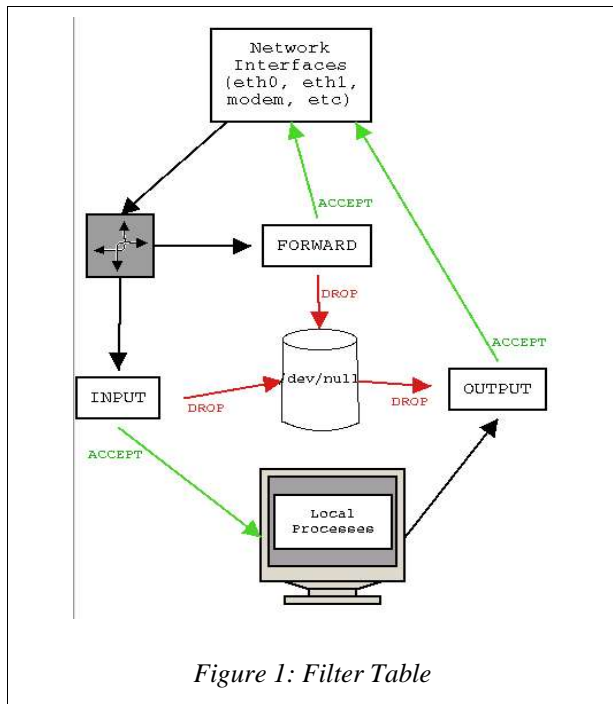 Network
Interfaces
(eth0, eth1,
modem, etc)
ACCEPT
FORWARD
DROP
ACCEPT
/dev/null
INPUT
DROP
DROP
OUTPUT
ACCEPT
Local
Processes
Figure 1: Filter Table